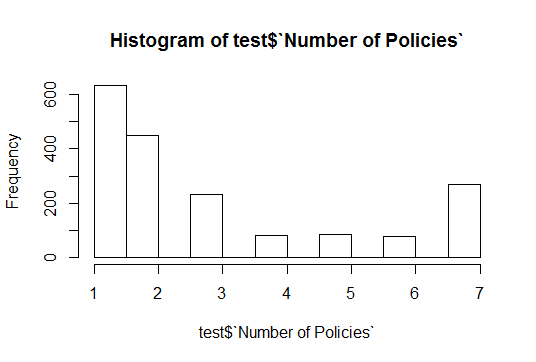 Histogram of test$`Number of Policies`
Frequency
600
400
200
0
1 2 3 4 5 6 7
test$`Number of Policies`